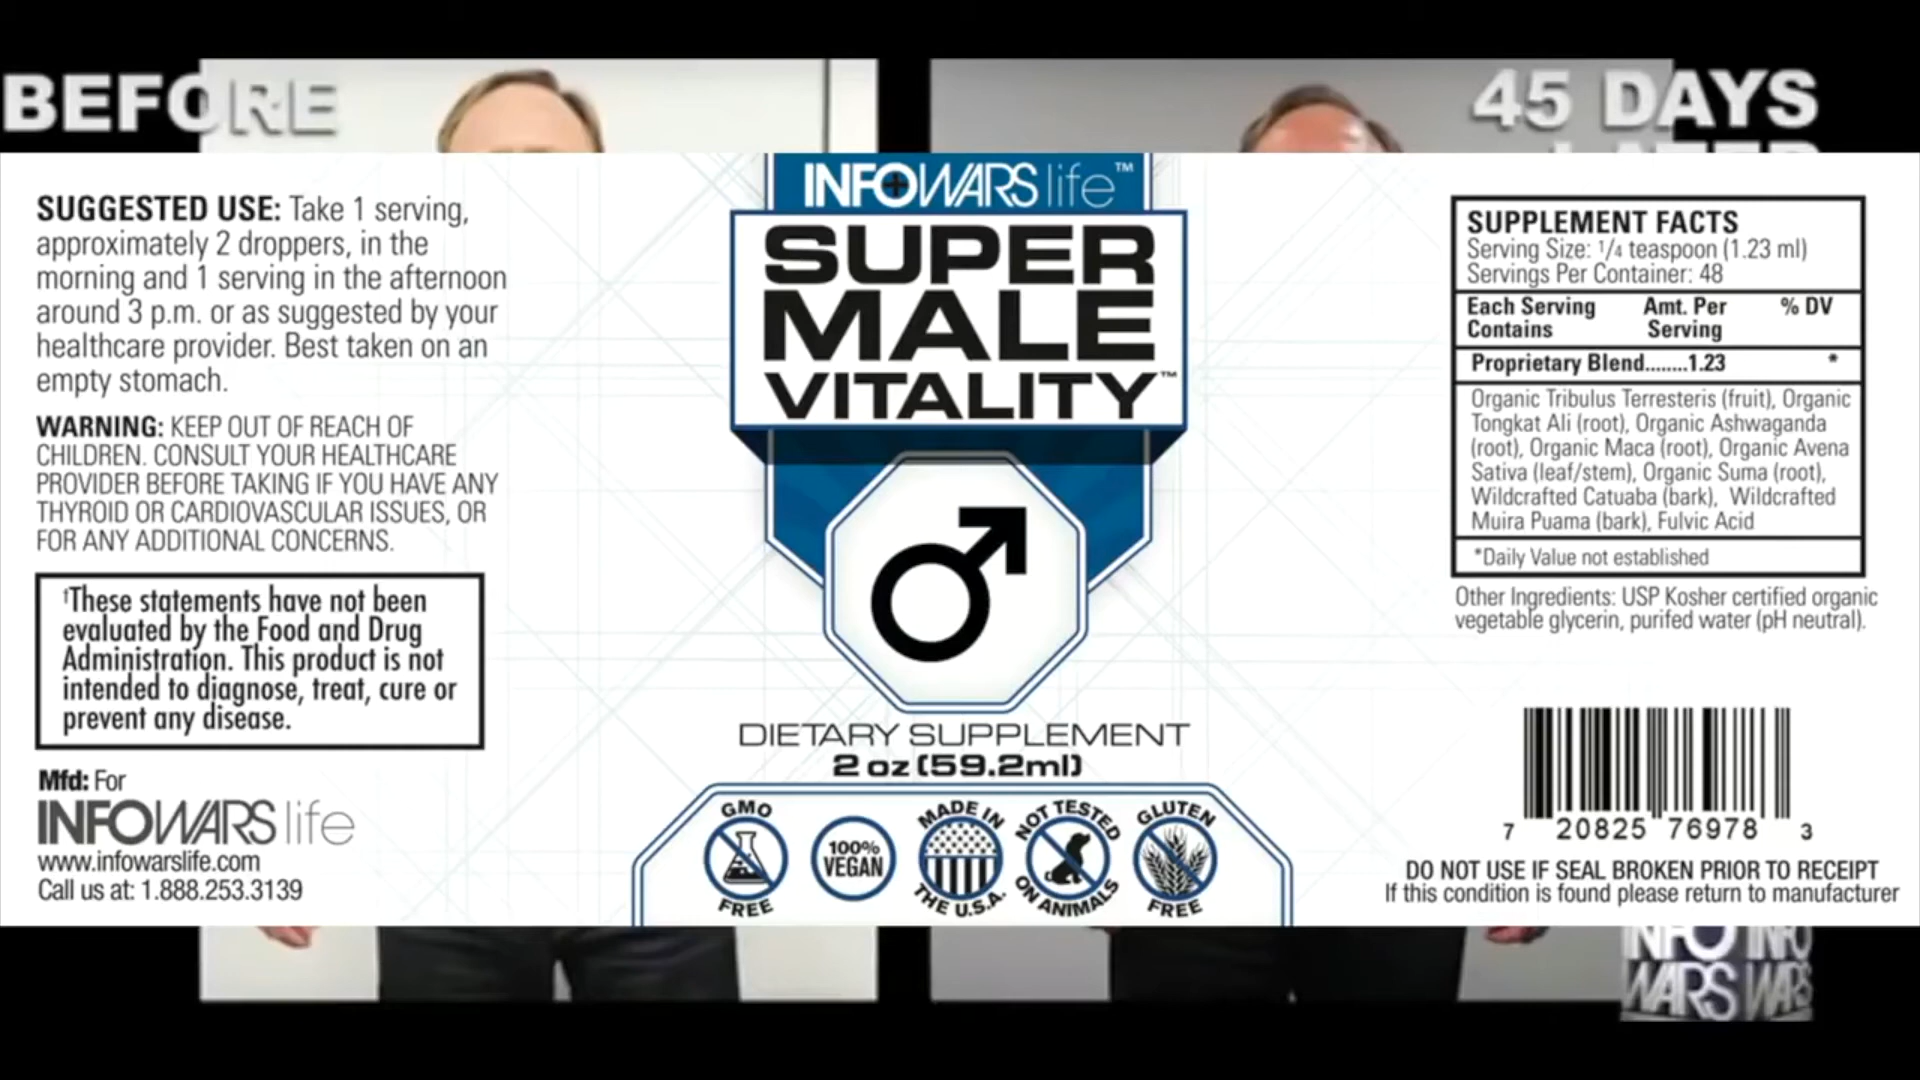 BEFORE
45 DAYS
SUGGESTED USE: Take 1 serving,
approximately 2 droppers, in the
morning and 1 serving in the afternoon
around 3 p.m. or as suggested by your
healthcare provider. Best taken on an
empty stomach.
WARNING: KEEP OUT OF REACH OF
CHILDREN. CONSULT YOUR HEALTHCARE
PROVIDER BEFORE TAKING IF YOU HAVE ANY
THYROID OR CARDIOVASCULAR ISSUES, OR
FOR ANY ADDITIONAL CONCERNS.
†These statements have not been
evaluated by the Food and Drug
Administration. This product is not
intended to diagnose, treat, cure or
prevent any disease.
Mfd: For
INFOWARS life
www.infowarslife.com
Call us at: 1.888.253.3139
INFOWARS life™
SUPER
MALE
VITALITY™
DIETARY SUPPLEMENT
2 oz (59.2ml)
GMO
FREE
100%
VEGAN
MADE IN
THE U.S.A.
NOT TESTED
ON ANIMALS
GLUTEN
FREE
SUPPLEMENT FACTS
Serving Size: 1/4 teaspoon (1.23 ml)
Servings Per Container: 48
Each Serving Amt. Per % DV
Contains Serving
Proprietary Blend........1.23 *
Organic Tribulus Terresteris (fruit), Organic
Tongkat Ali (root), Organic Ashwaganda
(root), Organic Maca (root), Organic Avena
Sativa (leaf/stem), Organic Suma (root),
Wildcrafted Catuaba (bark), Wildcrafted
Muira Puama (bark), Fulvic Acid
*Daily Value not established
Other Ingredients: USP Kosher certified organic
vegetable glycerin, purifed water (pH neutral).
7 20825 76978 3
DO NOT USE IF SEAL BROKEN PRIOR TO RECEIPT
If this condition is found please return to manufacturer
INFO INFO
WARS WARS